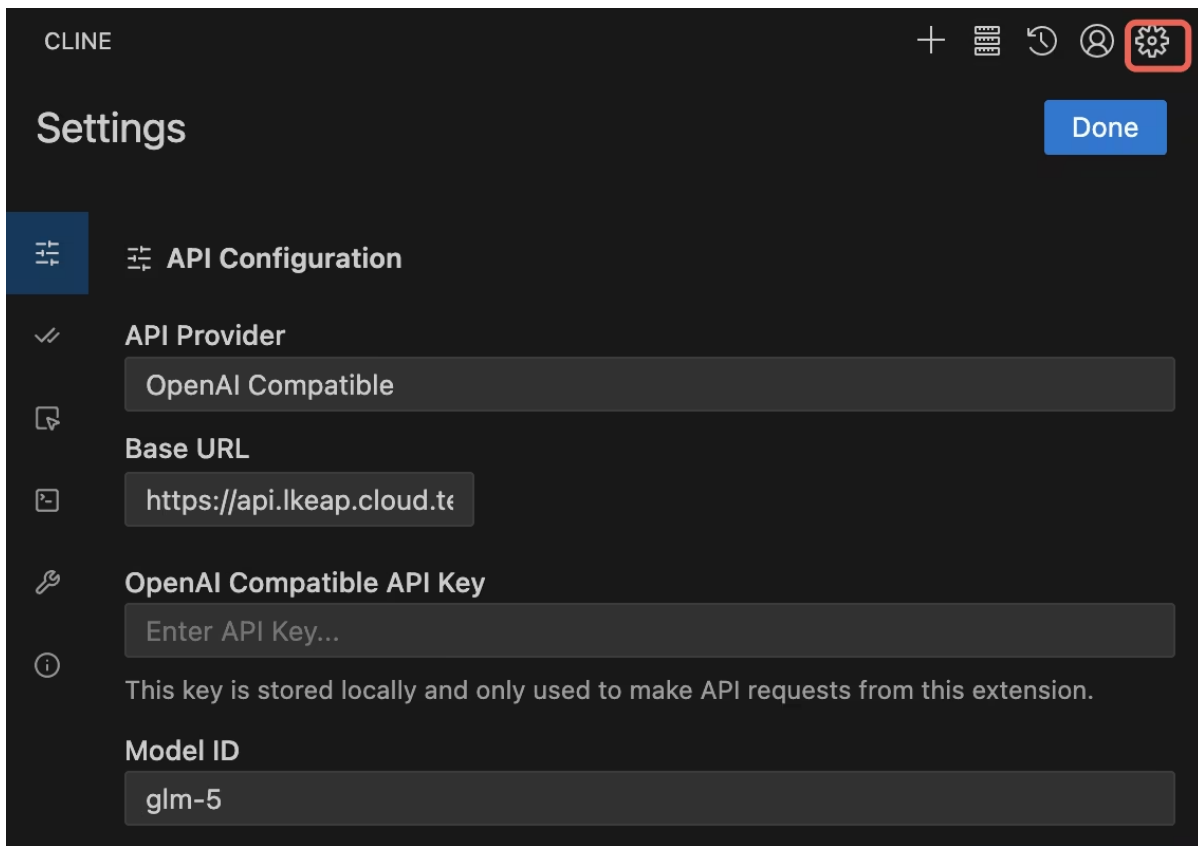 CLINE
Settings
Done
API Configuration
API Provider
OpenAI Compatible
Base URL
https://api.lkeap.cloud.te
OpenAI Compatible API Key
Enter API Key...
This key is stored locally and only used to make API requests from this extension.
Model ID
glm-5